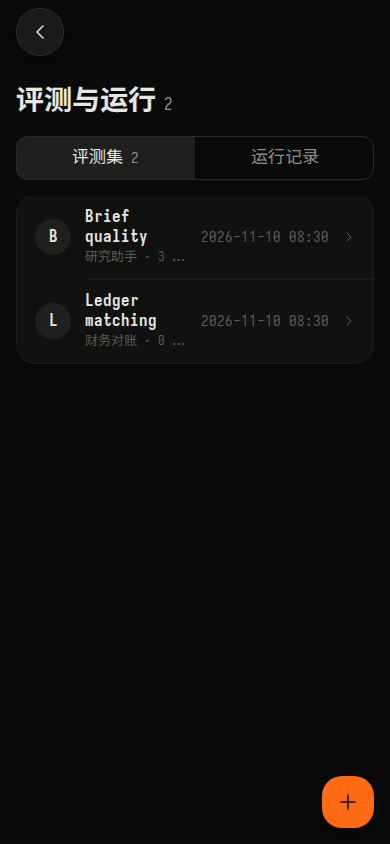 评测与运行 2
评测集 2
运行记录
B
Brief
quality
研究助手 · 3 ...
2026-11-10 08:30
L
Ledger
matching
财务对账 · 0 ...
2026-11-10 08:30